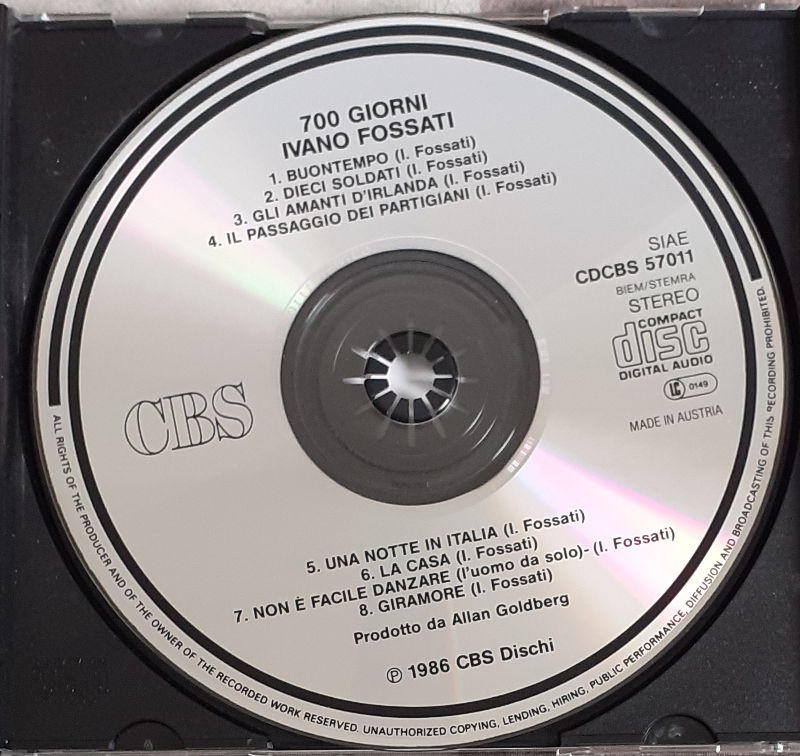 700 GIORNI
IVANO FOSSATI
1. BUONTEMPO (I. Fossati)
2. DIECI SOLDATI (I. Fossati)
3. GLI AMANTI D'IRLANDA (I. Fossati)
4. IL PASSAGGIO DEI PARTIGIANI (I. Fossati)
SIAE
CDCBS 57011
BIEM/STEMRA
STEREO
COMPACT
disc
DIGITAL AUDIO
LC 0149
MADE IN AUSTRIA
CBS
5. UNA NOTTE IN ITALIA (I. Fossati)
6. LA CASA (I. Fossati)
7. NON È FACILE DANZARE (l'uomo da solo)- (I. Fossati)
8. GIRAMORE (I. Fossati)
Prodotto da Allan Goldberg
℗ 1986 CBS Dischi
ALL RIGHTS OF THE PRODUCER AND OF THE OWNER OF THE RECORDED WORK RESERVED. UNAUTHORIZED COPYING, LENDING, HIRING, PUBLIC PERFORMANCE, DIFFUSION AND BROADCASTING OF THIS RECORDING PROHIBITED.